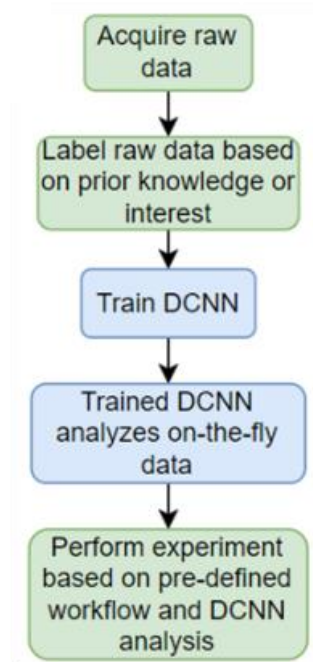 Acquire raw
data
Label raw data based
on prior knowledge or
interest
Train DCNN
Trained DCNN
analyzes on-the-fly
data
Perform experiment
based on pre-defined
workflow and DCNN
analysis